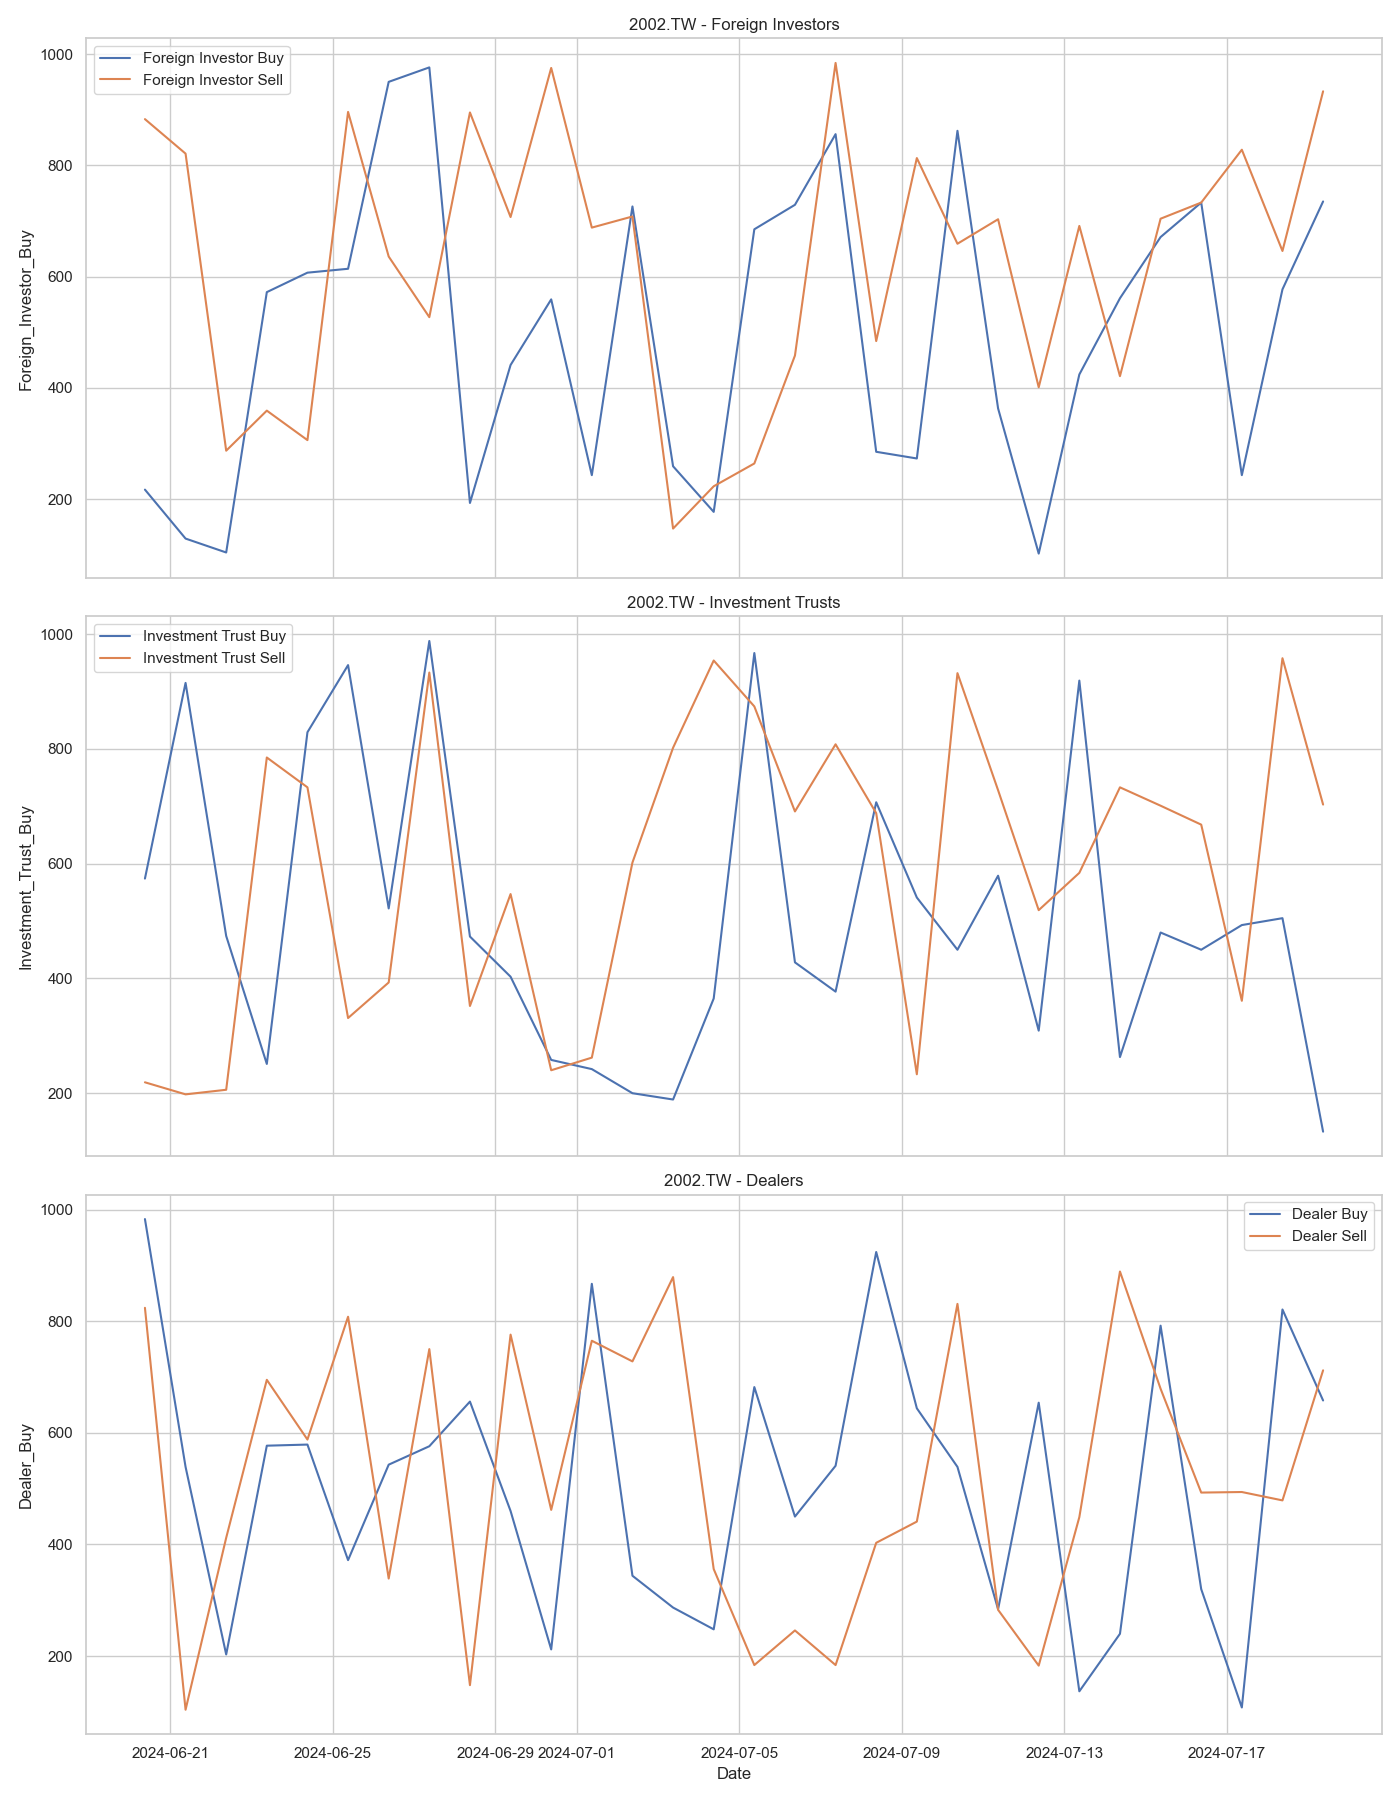 2002.TW - Foreign Investors
Foreign Investor Buy
Foreign Investor Sell
Foreign_Investor_Buy
1000
800
600
400
200
2002.TW - Investment Trusts
Investment Trust Buy
Investment Trust Sell
Investment_Trust_Buy
1000
800
600
400
200
2002.TW - Dealers
Dealer Buy
Dealer Sell
Dealer_Buy
1000
800
600
400
200
2024-06-21 2024-06-25 2024-06-29 2024-07-01 2024-07-05 2024-07-09 2024-07-13 2024-07-17
Date